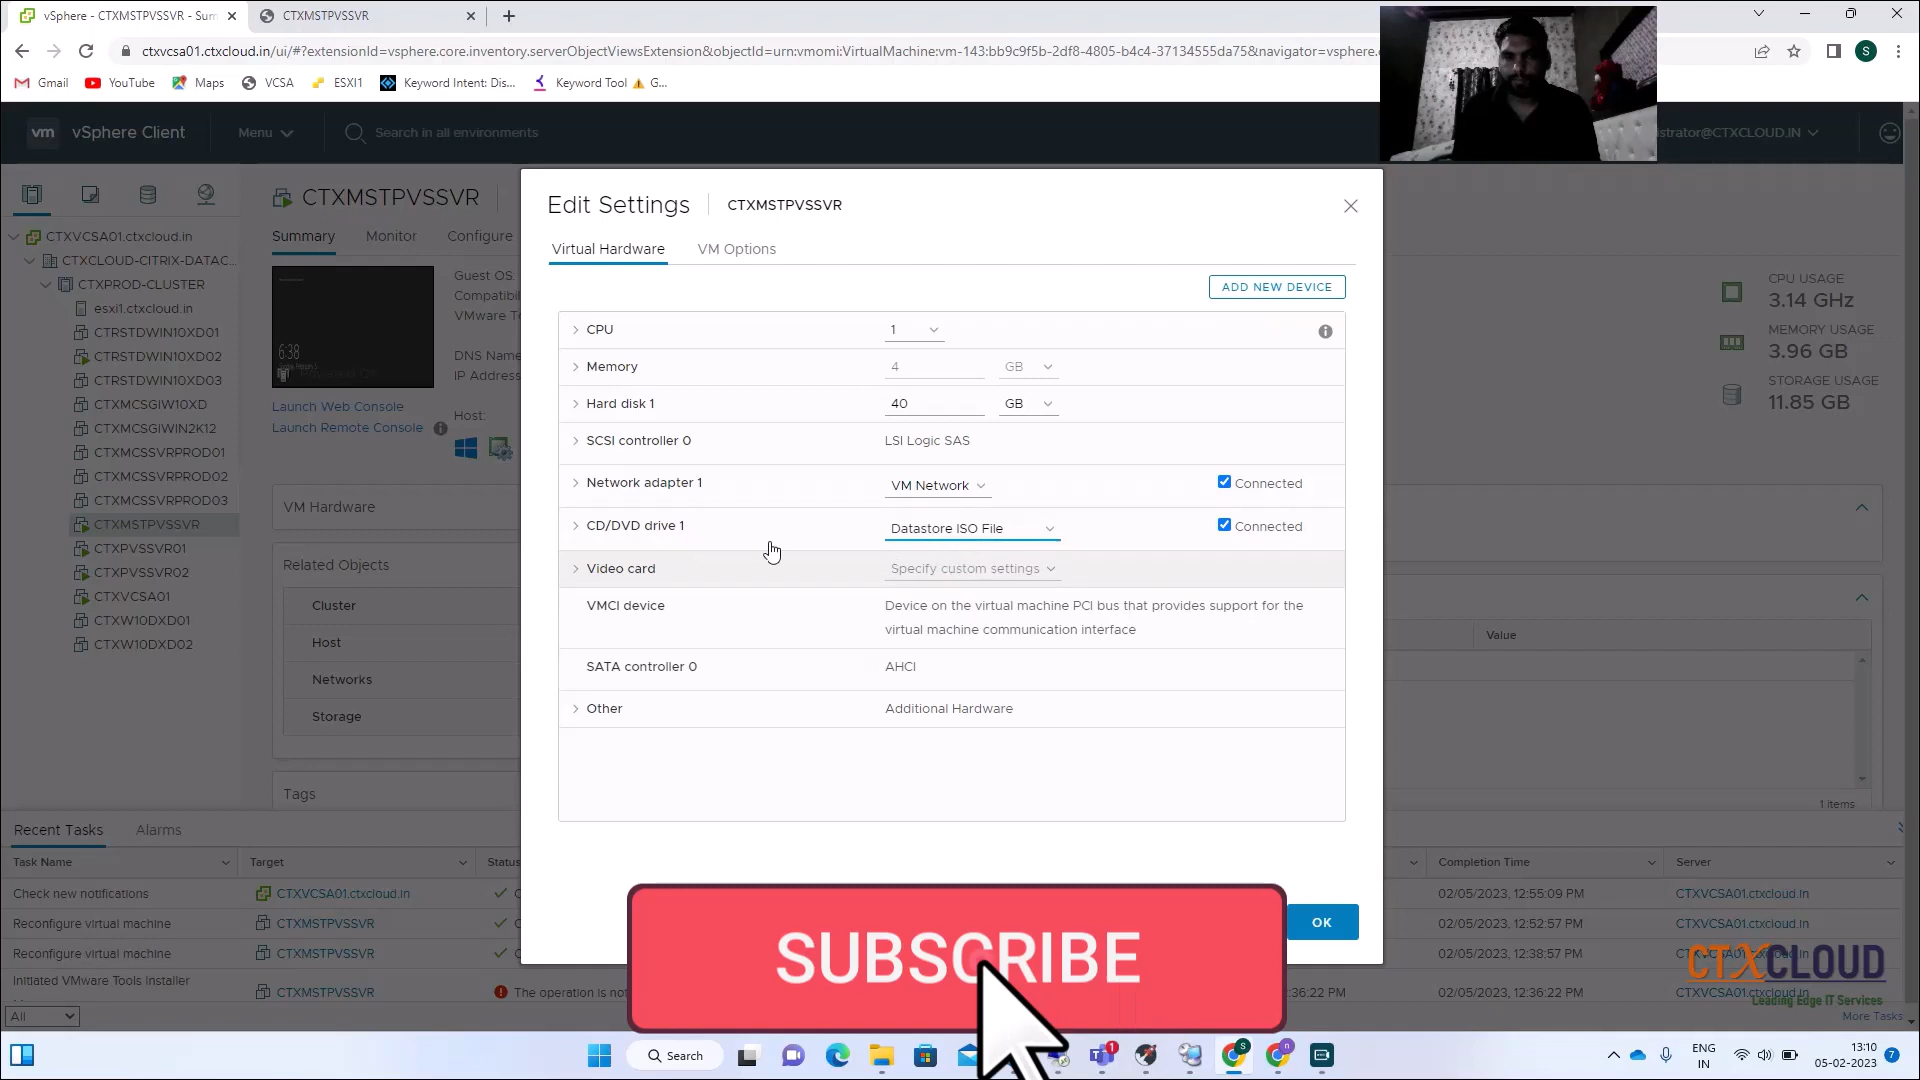 vSphere - CTXMSTPVSSVR - Sum
CTXMSTPVSSVR
ctxvcsa01.ctxcloud.in/ui/#?extensionId=vsphere.core.inventory.serverObjectViewsExtension&objectId=urn:vmomi:VirtualMachine:vm-143:bb9c9f5b-2df8-4805-b4c4-37134555da75&navigator=vsphere.c
S
Gmail YouTube Maps VCSA ESXI1 Keyword Intent: Dis... Keyword Tool G...
vm vSphere Client Menu Search in all environments
istrator@CTXCLOUD.IN
CTXVCSA01.ctxcloud.in
CTXCLOUD-CITRIX-DATAC...
CTXPROD-CLUSTER
esxi1.ctxcloud.in
CTRSTDWIN10XD01
CTRSTDWIN10XD02
CTRSTDWIN10XD03
CTXMCSGIW10XD
CTXMCSGIWIN2K12
CTXMCSSVRPROD01
CTXMCSSVRPROD02
CTXMCSSVRPROD03
CTXMSTPVSSVR
CTXPVSSVR01
CTXPVSSVR02
CTXVCSA01
CTXW10DXD01
CTXW10DXD02
CTXMSTPVSSVR
Summary Monitor Configure
6:38
Guest OS:
Compatibil
VMware To
DNS Name
IP Address
Host:
Launch Web Console
Launch Remote Console
VM Hardware
Related Objects
Cluster
Host
Networks
Storage
Tags
Edit Settings CTXMSTPVSSVR
Virtual Hardware VM Options
ADD NEW DEVICE
CPU 1
Memory 4 GB
Hard disk 1 40 GB
SCSI controller 0 LSI Logic SAS
Network adapter 1 VM Network Connected
CD/DVD drive 1 Datastore ISO File Connected
Video card Specify custom settings
VMCI device Device on the virtual machine PCI bus that provides support for the
virtual machine communication interface
SATA controller 0 AHCI
Other Additional Hardware
OK
CPU USAGE
3.14 GHz
MEMORY USAGE
3.96 GB
STORAGE USAGE
11.85 GB
Value
1 items
Recent Tasks Alarms
Task Name Target Status Completion Time Server
Check new notifications CTXVCSA01.ctxcloud.in C 02/05/2023, 12:55:09 PM CTXVCSA01.ctxcloud.in
Reconfigure virtual machine CTXMSTPVSSVR C 02/05/2023, 12:52:57 PM CTXVCSA01.ctxcloud.in
Reconfigure virtual machine CTXMSTPVSSVR C 02/05/2023, 12:38:57 PM CTXVCSA01.ctxcloud.in
Initiated VMware Tools Installer CTXMSTPVSSVR The operation is not :36:22 PM 02/05/2023, 12:36:22 PM CTXVCSA01.ctxcloud.in
All
More Tasks
SUBSCRIBE
CTXCLOUD
Leading Edge IT Services
Search
1
S
n
ENG
IN
13:10
05-02-2023
7